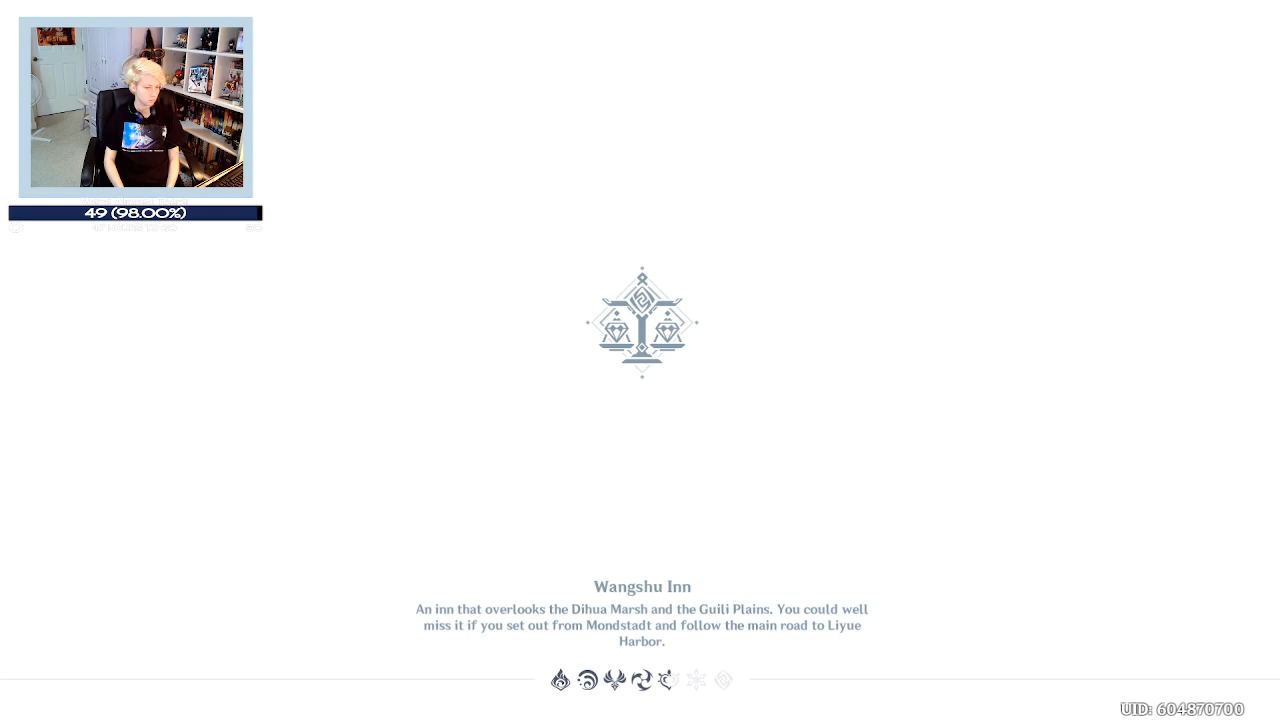 49 (98.00%)
Wangshu Inn
An inn that overlooks the Dihua Marsh and the Guili Plains. You could well
miss it if you set out from Mondstadt and follow the main road to Liyue
Harbor.
UID: 604870700